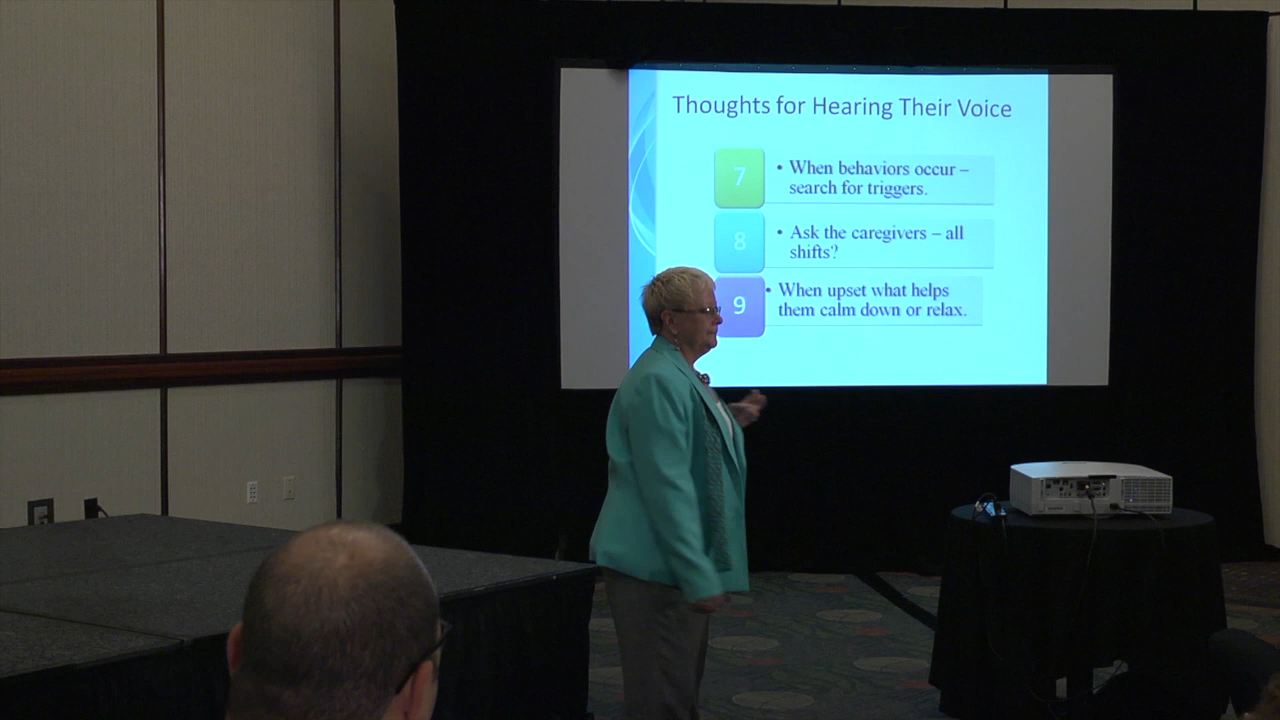 Thoughts for Hearing Their Voice
7
• When behaviors occur –
search for triggers.
8
• Ask the caregivers – all
shifts?
9
• When upset what helps
them calm down or relax.